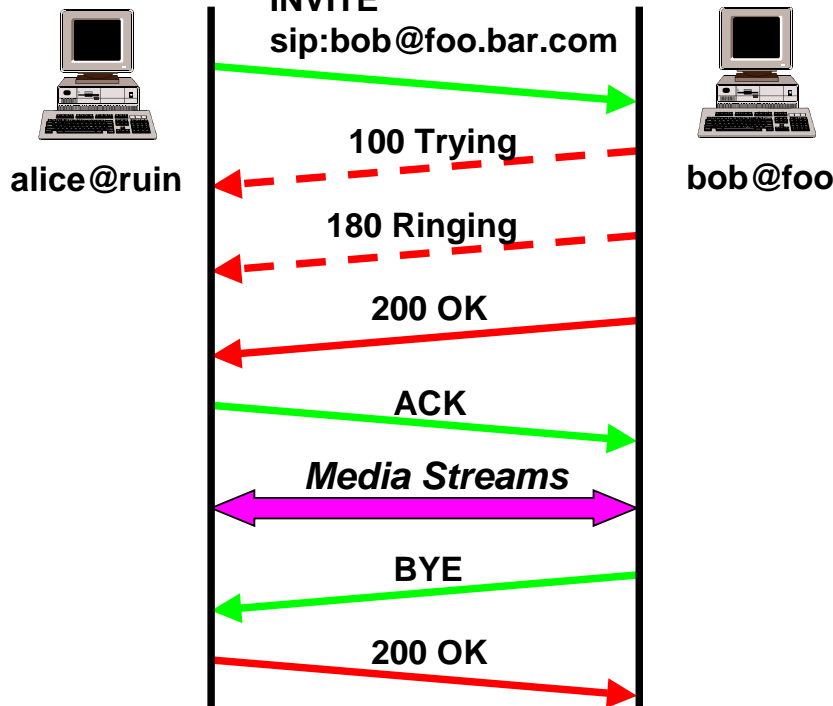 INVITE
sip:bob@foo.bar.com
100 Trying
alice@ruin
bob@foo
180 Ringing
200 OK
ACK
Media Streams
BYE
200 OK